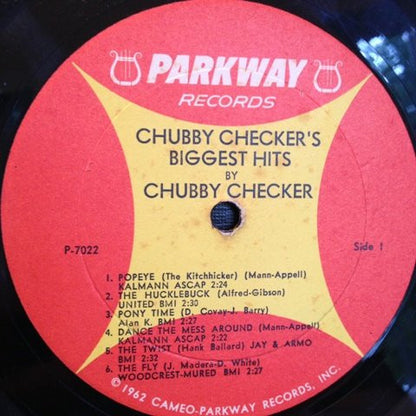 PARKWAY
RECORDS
CHUBBY CHECKER'S
BIGGEST HITS
BY
CHUBBY CHECKER
P-7022
Side 1
1. POPEYE (The Kitchhicker) (Mann-Appell)
KALMANN ASCAP 2:24
2. THE HUCKLEBUCK (Alfred-Gibson)
UNITED BMI 2:30
3. PONY TIME (D. Covay-J. Barry)
Alan K. BMI 2:27
4. DANCE THE MESS AROUND (Mann-Appell)
KALMANN ASCAP 2:22
5. THE TWIST (Hank Ballard) JAY & ARMO
BMI 2:32
6. THE FLY (J. Madara-D. White)
WOODCREST-MURED BMI 2:27
©1962 CAMEO-PARKWAY RECORDS, INC.